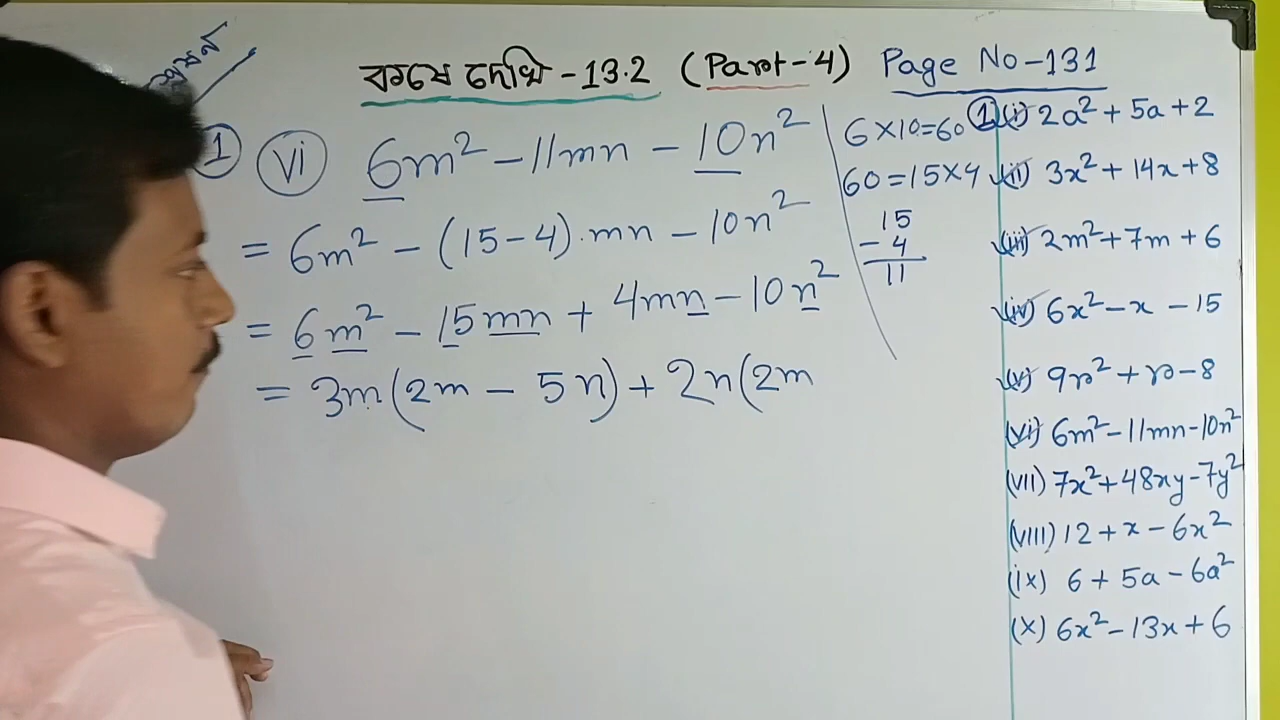 কষে দেখি - 13.2 (Part-4) Page No-131
① (vi) 6m² - 11mn - 10n²
= 6m² - (15-4).mn - 10n²
= 6m² - 15mn + 4mn - 10n²
= 3m(2m - 5n) + 2n(2m
6×10=60
60=15×4
15
- 4
11
① (i) 2a² + 5a + 2
(ii) 3x² + 14x + 8
(iii) 2m² + 7m + 6
(iv) 6x² - x - 15
(v) 9r² + r - 8
(vi) 6m² - 11mn - 10n²
(vii) 7x² + 48xy - 7y²
(viii) 12 + x - 6x²
(ix) 6 + 5a - 6a²
(x) 6x² - 13x + 6